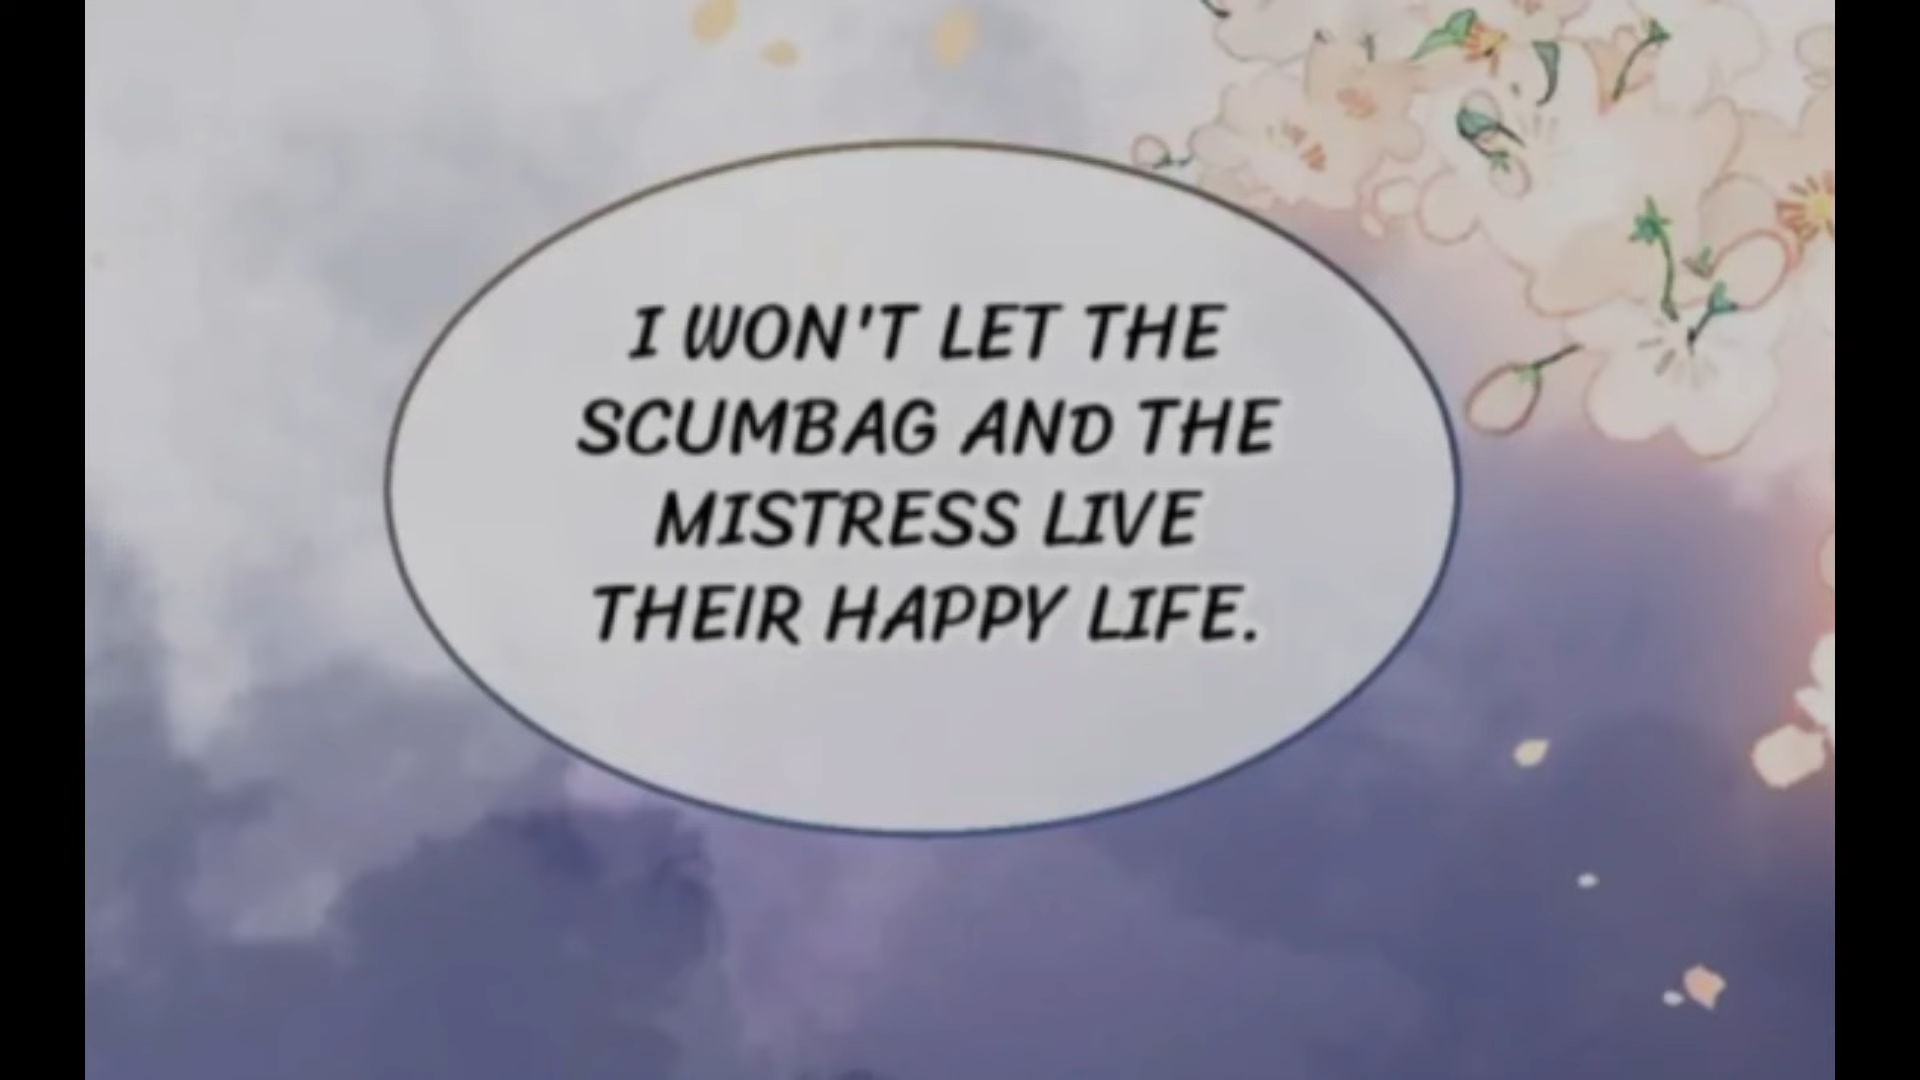 I WON'T LET THE
SCUMBAG AND THE
MISTRESS LIVE
THEIR HAPPY LIFE.